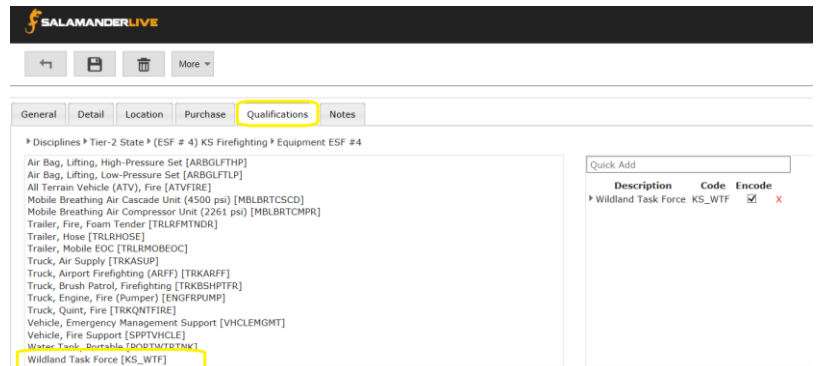 SALAMANDERLIVE
More
General Detail Location Purchase Qualifications Notes
Disciplines Tier-2 State (ESF # 4) KS Firefighting Equipment ESF #4
Air Bag, Lifting, High-Pressure Set [ARBGLFTHP]
Air Bag, Lifting, Low-Pressure Set [ARBGLFTLP]
All Terrain Vehicle (ATV), Fire [ATVFIRE]
Mobile Breathing Air Cascade Unit (4500 psi) [MBLBRTCSCD]
Mobile Breathing Air Compressor Unit (2261 psi) [MBLBRTCMPR]
Trailer, Fire, Foam Tender [TRLRFMTNDR]
Trailer, Hose [TRLRHOSE]
Trailer, Mobile EOC [TRLRMOBEOC]
Truck, Air Supply [TRKASUP]
Truck, Airport Firefighting (ARFF) [TRKARFF]
Truck, Brush Patrol, Firefighting [TRKBSHPTFR]
Truck, Engine, Fire (Pumper) [ENGFRPUMP]
Truck, Quint, Fire [TRKQNTFIRE]
Vehicle, Emergency Management Support [VHCLEMGMT]
Vehicle, Fire Support [SPPTVHCLE]
Water Tank, Portable [PORTWTRTNK]
Wildland Task Force [KS_WTF]
Quick Add
Description Code Encode
Wildland Task Force KS_WTF X